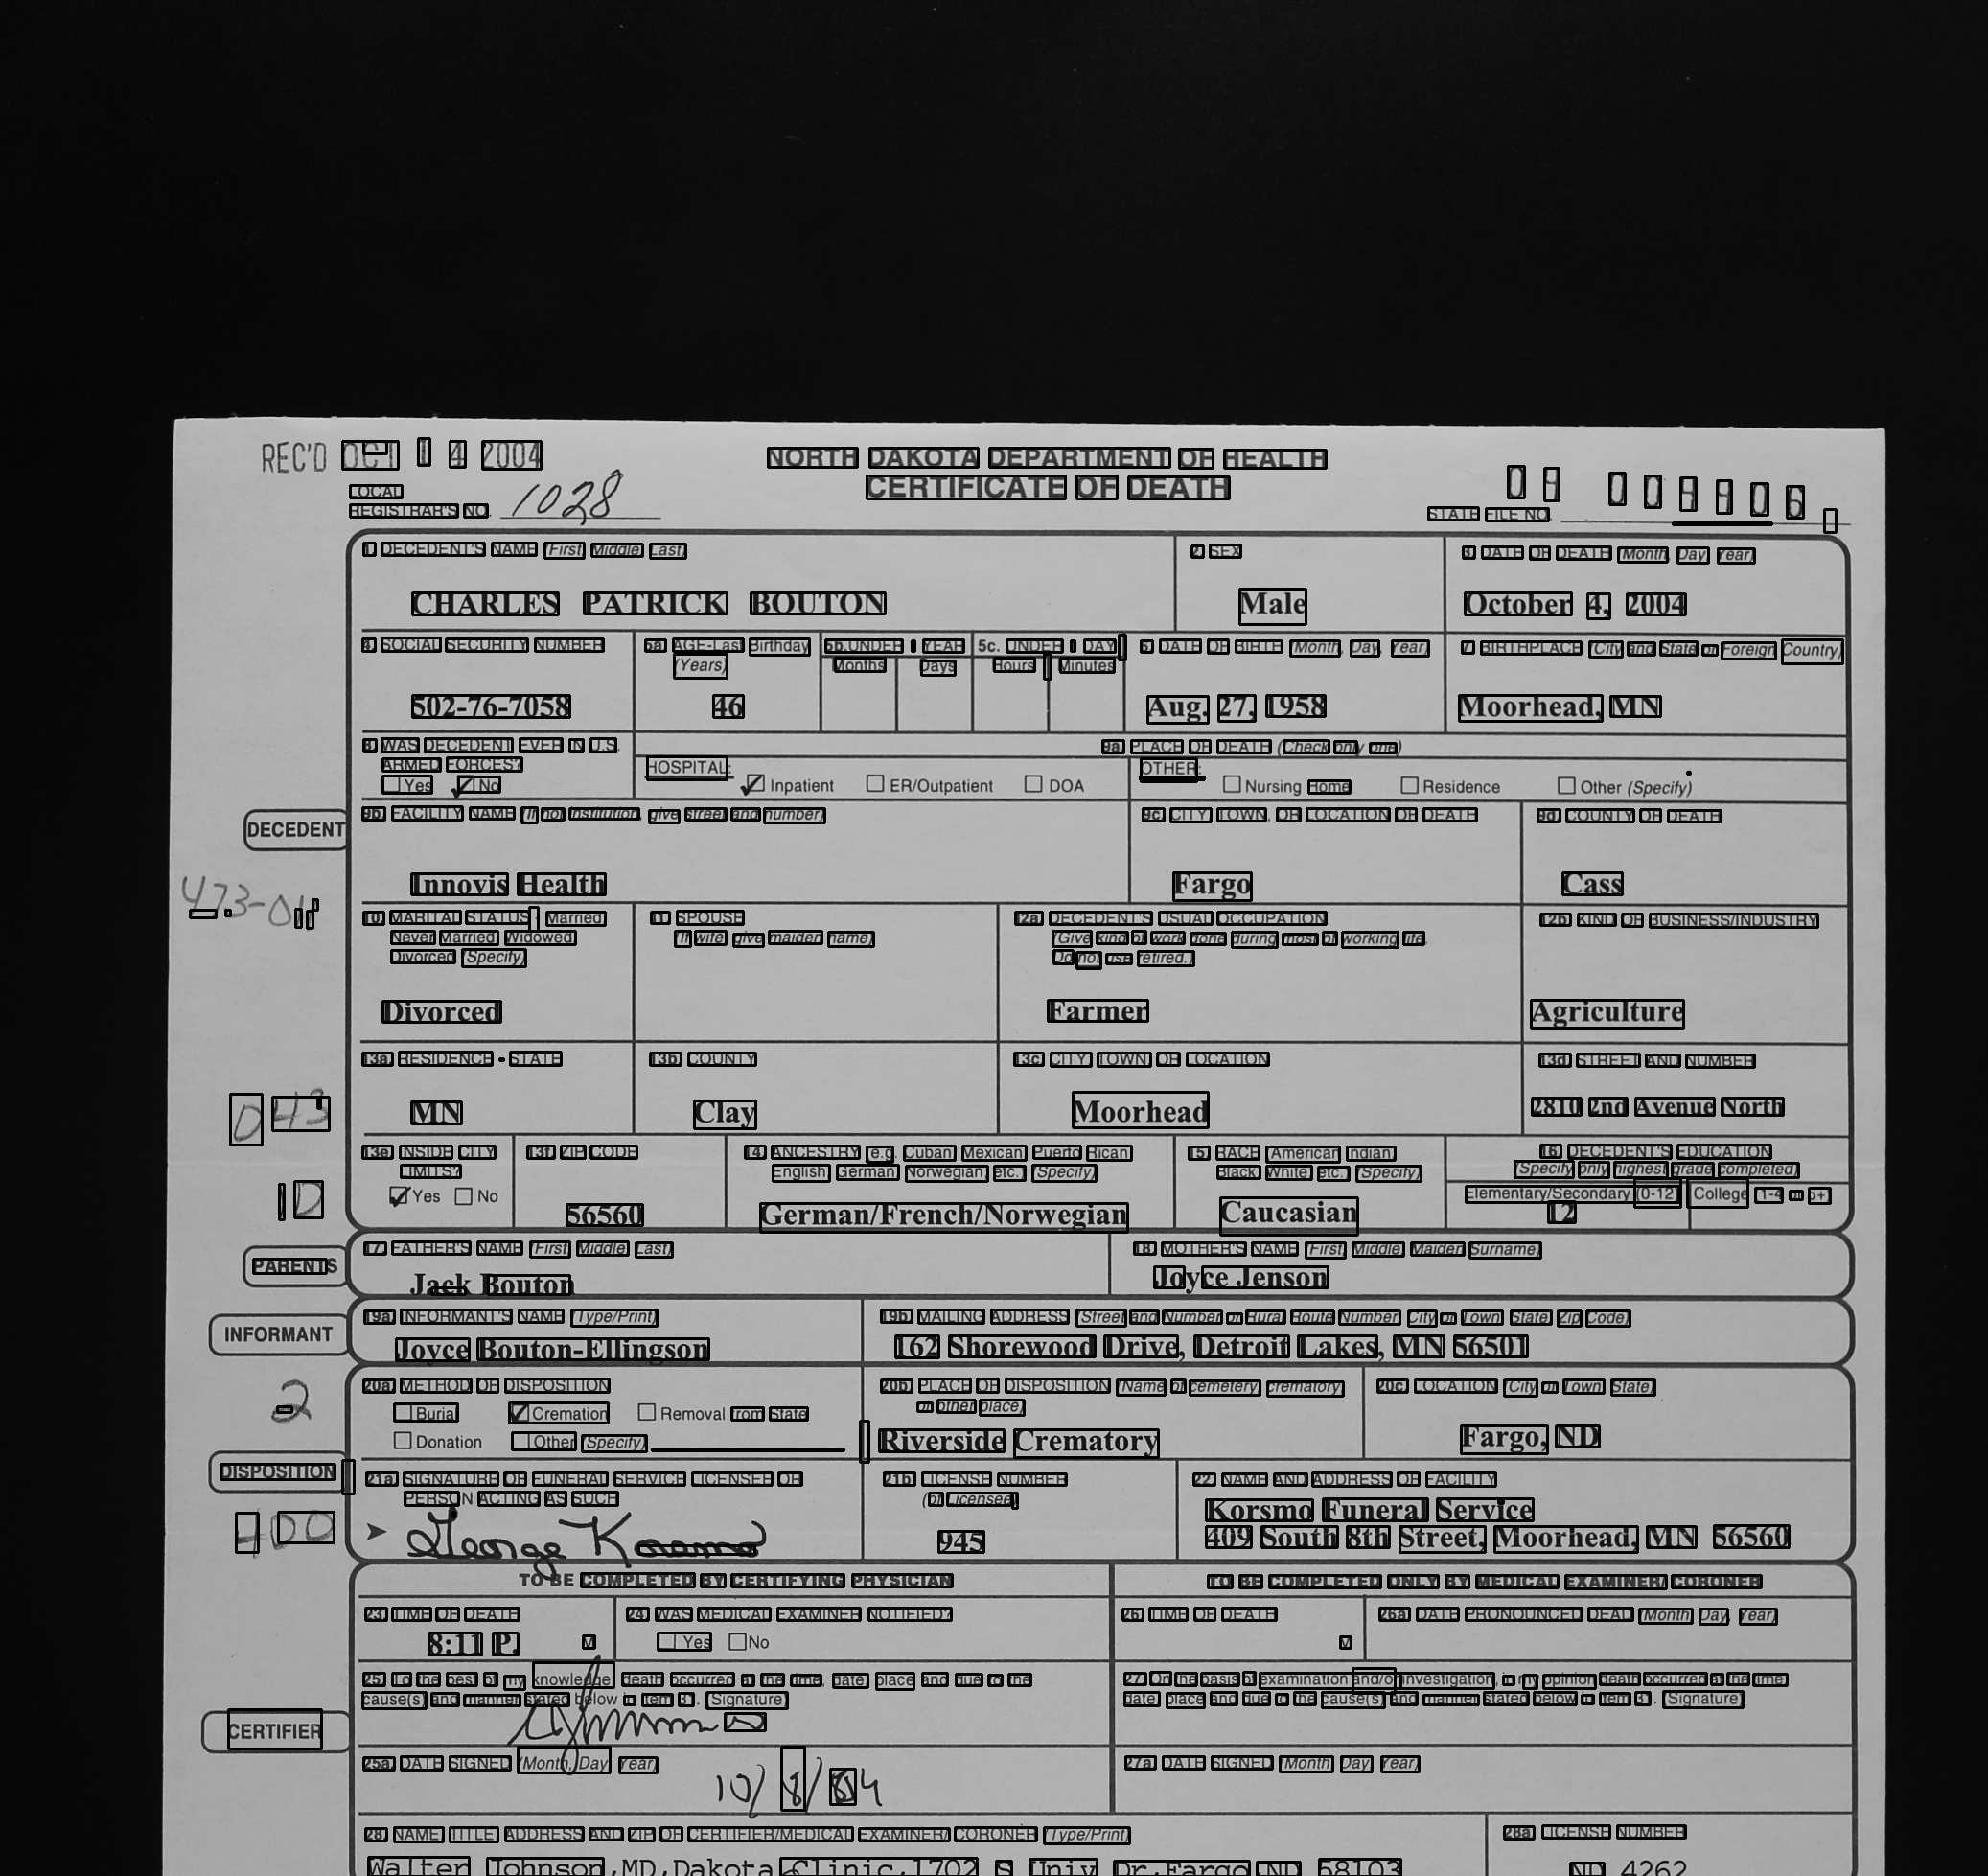 REC'D OCT 14 2004
NORTH DAKOTA DEPARTMENT OF HEALTH
CERTIFICATE OF DEATH
LOCAL
REGISTRAR'S NO. 1028
STATE FILE NO.
1. DECEDENT'S NAME (First, Middle, Last)
CHARLES PATRICK BOUTON
2. SEX
Male
3. DATE OF DEATH (Month, Day, Year)
October 4, 2004
4. SOCIAL SECURITY NUMBER
502-76-7058
5a. AGE-Last Birthday
(Years)
46
5b. UNDER 1 YEAR
Months Days
5c. UNDER 1 DAY
Hours Minutes
6. DATE OF BIRTH (Month, Day, Year)
Aug. 27, 1958
7. BIRTHPLACE (City and State or Foreign Country)
Moorhead, MN
8. WAS DECEDENT EVER IN U.S.
ARMED FORCES?
Yes No
9a. PLACE OF DEATH (Check only one)
HOSPITAL: Inpatient ER/Outpatient DOA
OTHER: Nursing Home Residence Other (Specify)
DECEDENT
9b. FACILITY NAME (If not institution, give street and number)
Innovis Health
9c. CITY, TOWN, OR LOCATION OF DEATH
Fargo
9d. COUNTY OF DEATH
Cass
10. MARITAL STATUS - Married
Never Married, Widowed
Divorced (Specify)
Divorced
11. SPOUSE
(If wife, give maiden name)
12a. DECEDENT'S USUAL OCCUPATION
(Give kind of work done during most of working life.
Do not use retired.)
Farmer
12b. KIND OF BUSINESS/INDUSTRY
Agriculture
13a. RESIDENCE - STATE
MN
13b. COUNTY
Clay
13c. CITY, TOWN OR LOCATION
Moorhead
13d. STREET AND NUMBER
2810 2nd Avenue North
D 43
13e. INSIDE CITY
LIMITS?
Yes No
13f. ZIP CODE
56560
14. ANCESTRY (e.g. Cuban, Mexican, Puerto Rican
English, German, Norwegian, etc.) (Specify)
German/French/Norwegian
15. RACE (American Indian
Black, White, etc.) (Specify)
Caucasian
16. DECEDENT'S EDUCATION
(Specify only highest grade completed)
Elementary/Secondary (0-12) College (1-4 or 5+)
12
PARENTS
17. FATHER'S NAME (First, Middle, Last)
Jack Bouton
18. MOTHER'S NAME (First, Middle, Maiden Surname)
Joyce Jenson
INFORMANT
19a. INFORMANT'S NAME (Type/Print)
Joyce Bouton-Ellingson
19b. MAILING ADDRESS (Street and Number or Rural Route Number, City or Town, State, Zip Code)
162 Shorewood Drive, Detroit Lakes, MN 56501
2
20a. METHOD OF DISPOSITION
Burial Cremation Removal from State
Donation Other (Specify)
20b. PLACE OF DISPOSITION (Name of cemetery, crematory
or other place)
Riverside Crematory
20c. LOCATION (City or Town, State)
Fargo, ND
DISPOSITION
21a. SIGNATURE OF FUNERAL SERVICE LICENSEE OR
PERSON ACTING AS SUCH
George
21b. LICENSE NUMBER
(of Licensee)
945
22. NAME AND ADDRESS OF FACILITY
Korsmo Funeral Service
409 South 8th Street, Moorhead, MN 56560
TO BE COMPLETED BY CERTIFYING PHYSICIAN
TO BE COMPLETED ONLY BY MEDICAL EXAMINER/ CORONER
23. TIME OF DEATH
8:11 P. M
24. WAS MEDICAL EXAMINER NOTIFIED?
Yes No
26. TIME OF DEATH
M
26a. DATE PRONOUNCED DEAD (Month, Day, Year)
25. To the best of my knowledge death occurred at the time, date, place and due to the
cause(s) and manner stated below in item 31. (Signature)
27. On the basis of examination and/or investigation, in my opinion death occurred at the time
date, place and due to the cause(s) and manner stated below in item 31. (Signature)
CERTIFIER
25a. DATE SIGNED (Month, Day, Year)
27a. DATE SIGNED (Month, Day, Year)
28. NAME, TITLE, ADDRESS AND ZIP OF CERTIFIER/MEDICAL EXAMINER/ CORONER (Type/Print)
Walter Johnson, MD, Dakota Clinic, 1702 S Univ Dr. Fargo ND 58103
28a. LICENSE NUMBER
ND 4262